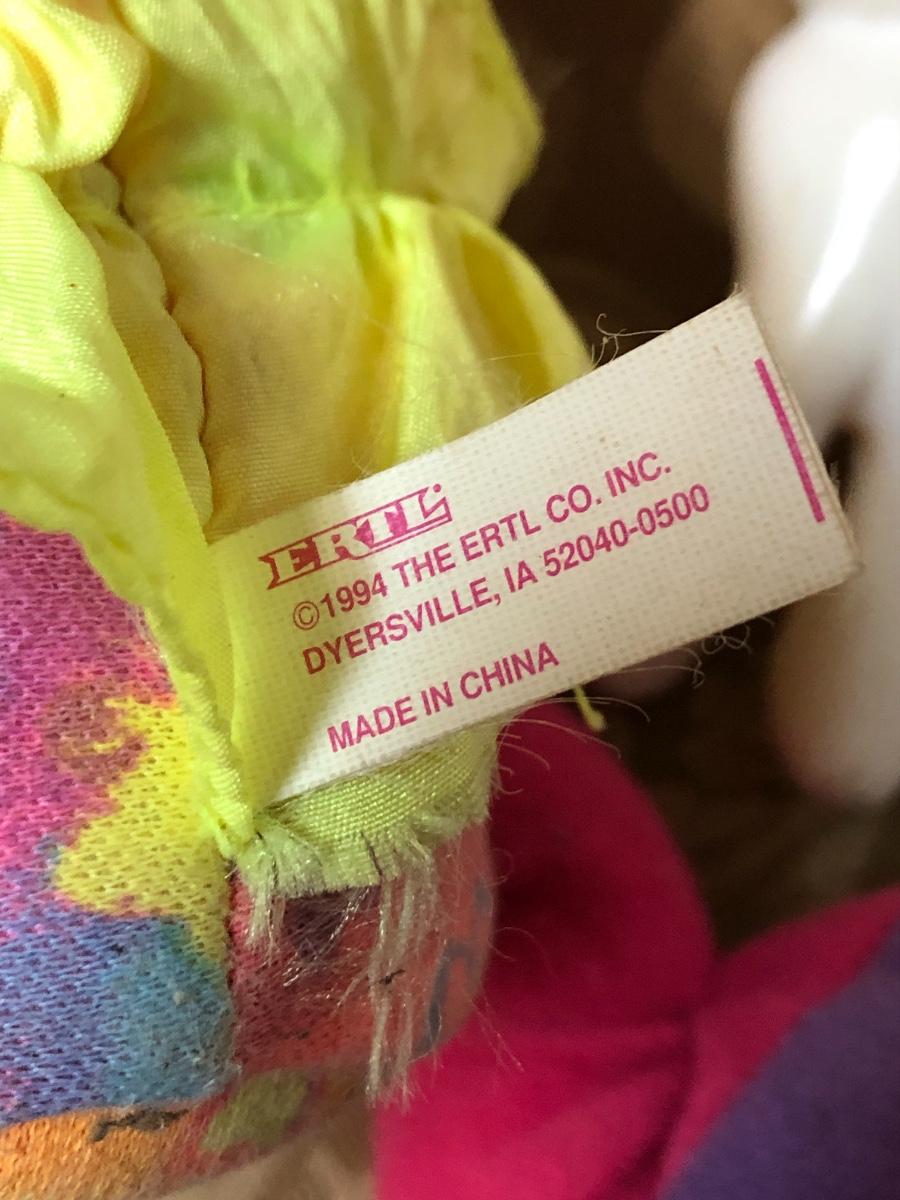 ERTL
©1994 THE ERTL CO. INC.
DYERSVILLE, IA 52040-0500
MADE IN CHINA